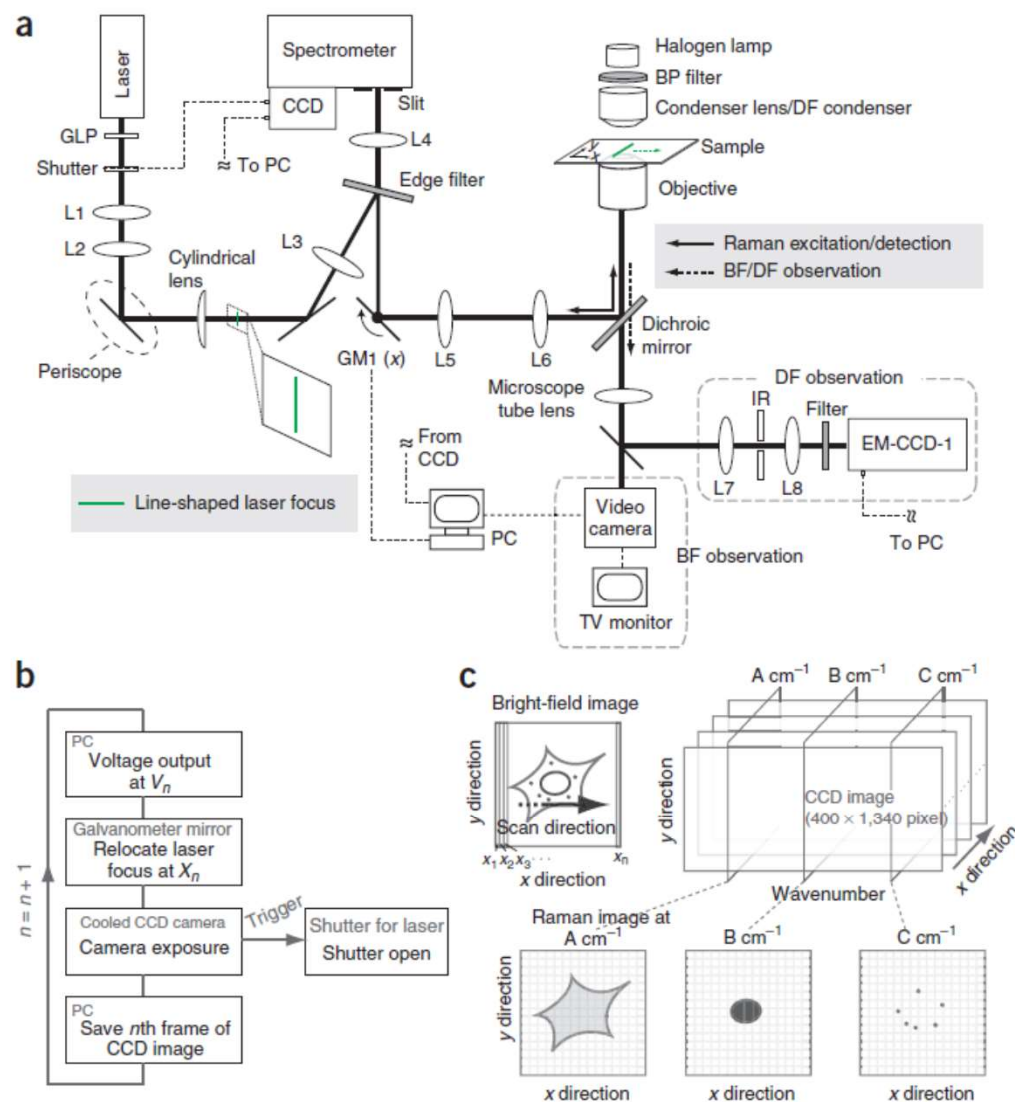 a
Laser
GLP
Shutter
L1
L2
Periscope
Cylindrical
lens
Spectrometer
CCD
Slit
To PC
L4
Edge filter
L3
GM1 (x)
L5
L6
Halogen lamp
BP filter
Condenser lens/DF condenser
y
x
Sample
Objective
Raman excitation/detection
BF/DF observation
Dichroic
mirror
Microscope
tube lens
DF observation
IR
Filter
EM-CCD-1
L7
L8
To PC
From
CCD
PC
Video
camera
BF observation
TV monitor
Line-shaped laser focus
b
PC
Voltage output
at Vn
Galvanometer mirror
Relocate laser
focus at Xn
Cooled CCD camera
Camera exposure
Trigger
Shutter for laser
Shutter open
PC
Save nth frame of
CCD image
n = n + 1
c
Bright-field image
y direction
Scan direction
x1 x2 x3 ... xn
x direction
A cm−1 B cm−1 C cm−1
y direction
CCD image
(400 × 1,340 pixel)
x direction
Wavenumber
Raman image at
A cm−1
B cm−1
C cm−1
y direction
x direction
x direction
x direction